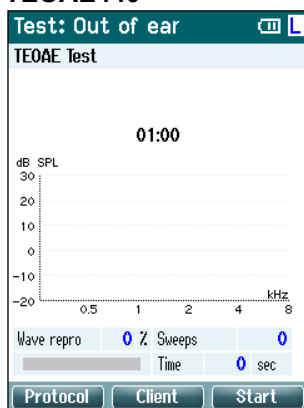 Test: Out of ear L
TEOAE Test
01:00
dB SPL
30
20
10
0
-10
-20
kHz
0.5 1 2 4 8
Wave repro 0 % Sweeps 0
Time 0 sec
Protocol Client Start